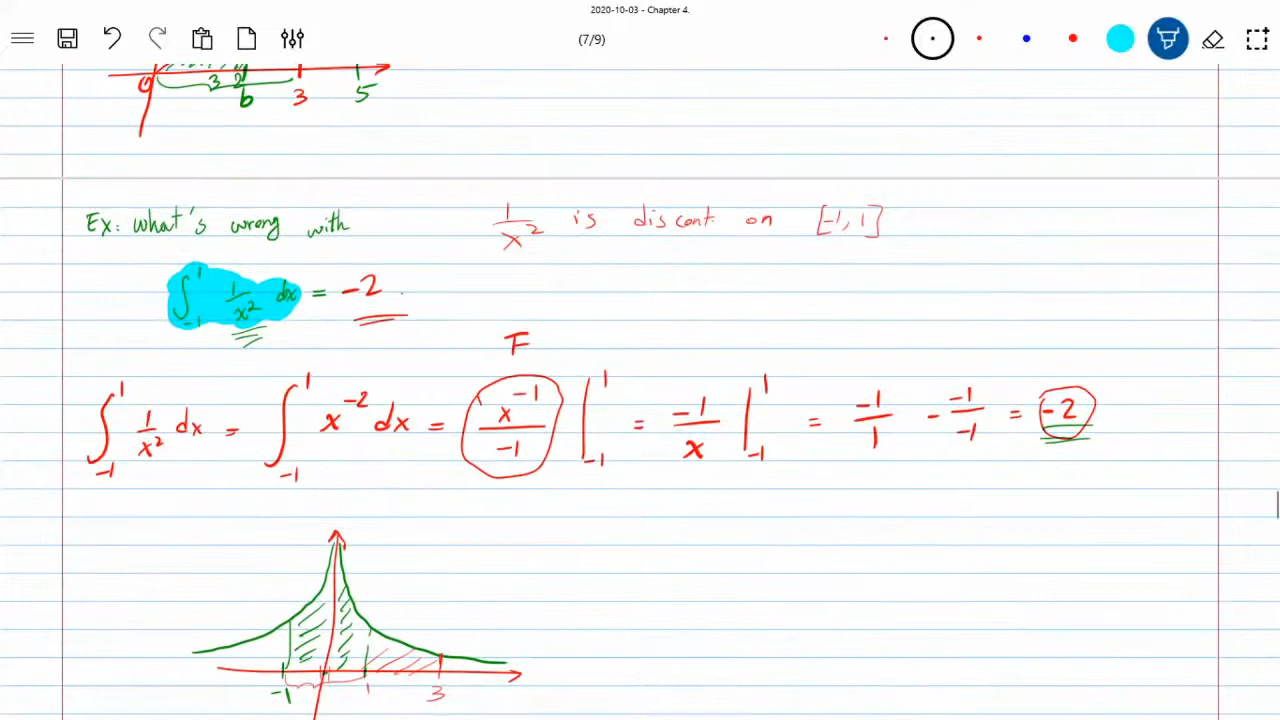 2020-10-03 - Chapter 4.
(7/9)
0 3 2 b 3 5
Ex: What's wrong with
1/x² is discont. on [-1, 1]
∫₋₁¹ 1/x² dx = -2
F
∫₋₁¹ 1/x² dx = ∫₋₁¹ x⁻² dx = x⁻¹/-1 |₋₁¹ = -1/x |₋₁¹ = -1/1 - -1/-1 = -2
-1 1 3